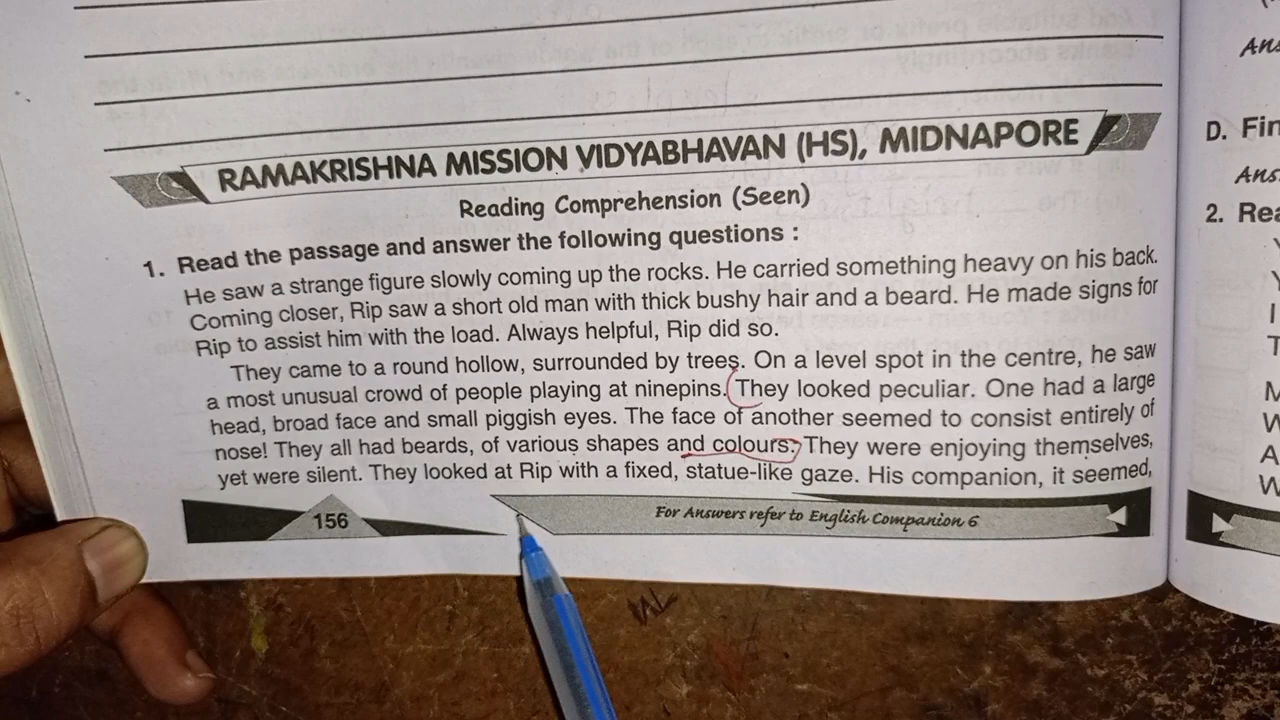 RAMAKRISHNA MISSION VIDYABHAVAN (HS), MIDNAPORE
Reading Comprehension (Seen)
1. Read the passage and answer the following questions :
He saw a strange figure slowly coming up the rocks. He carried something heavy on his back.
Coming closer, Rip saw a short old man with thick bushy hair and a beard. He made signs for
Rip to assist him with the load. Always helpful, Rip did so.
They came to a round hollow, surrounded by trees. On a level spot in the centre, he saw
a most unusual crowd of people playing at ninepins. They looked peculiar. One had a large
head, broad face and small piggish eyes. The face of another seemed to consist entirely of
nose! They all had beards, of various shapes and colours. They were enjoying themselves,
yet were silent. They looked at Rip with a fixed, statue-like gaze. His companion, it seemed,
156
For Answers refer to English Companion 6
Ans
D. Fin
Ans.
2. Rea